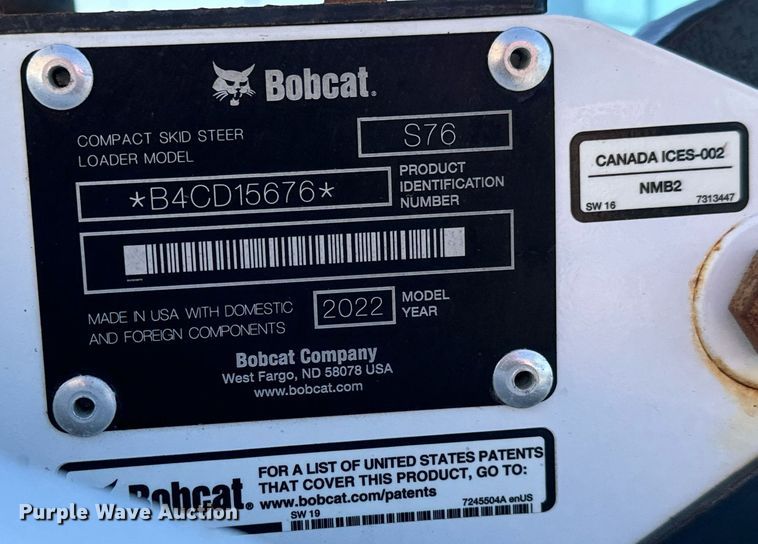 Bobcat.
COMPACT SKID STEER
LOADER MODEL
S76
*B4CD15676*
PRODUCT
IDENTIFICATION
NUMBER
MADE IN USA WITH DOMESTIC
AND FOREIGN COMPONENTS
2022
MODEL
YEAR
Bobcat Company
West Fargo, ND 58078 USA
www.bobcat.com
CANADA ICES-002
NMB2
SW 16
7313447
Bobcat.
FOR A LIST OF UNITED STATES PATENTS
THAT COVER THIS PRODUCT, GO TO:
www.bobcat.com/patents
7245504A enUS
SW 19
Purple Wave Auction